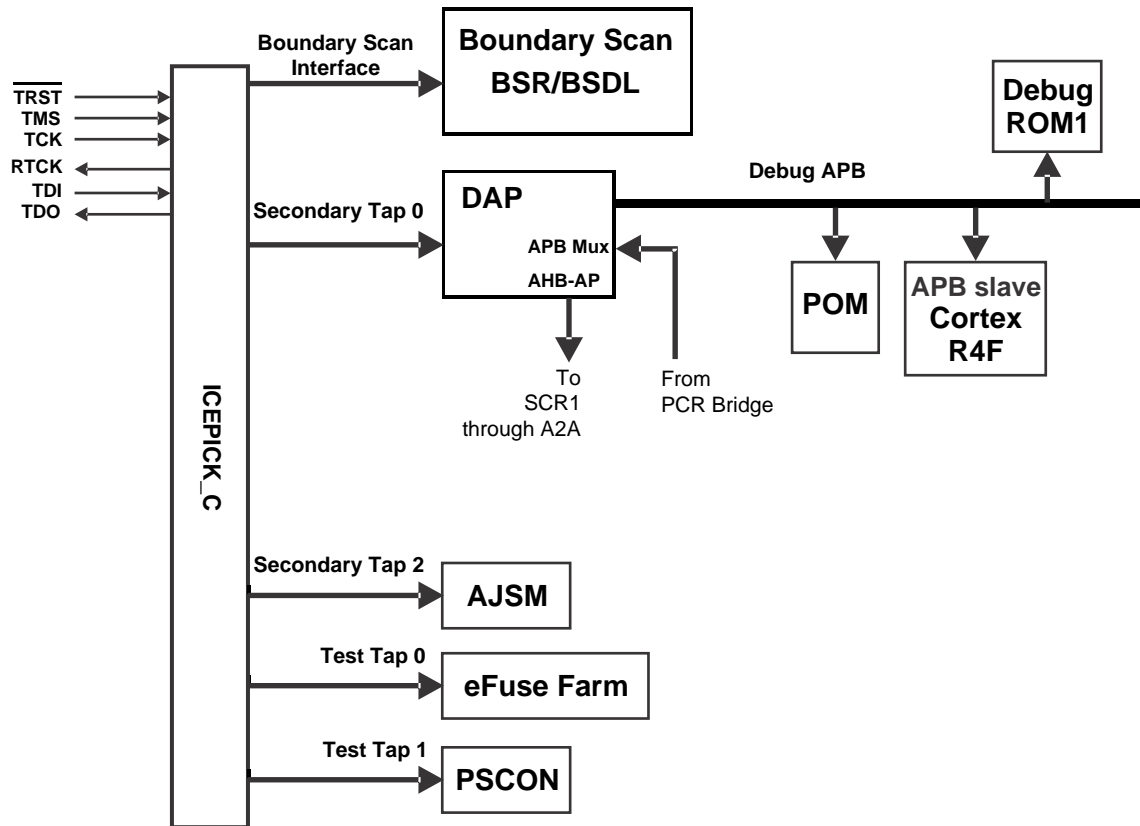 Boundary Scan
Interface
Boundary Scan
BSR/BSDL
TRST
TMS
TCK
RTCK
TDI
TDO
Debug
ROM1
Debug APB
Secondary Tap 0
DAP
APB Mux
AHB-AP
POM
APB slave
Cortex
R4F
To
SCR1
through A2A
From
PCR Bridge
ICEPICK_C
Secondary Tap 2
AJSM
Test Tap 0
eFuse Farm
Test Tap 1
PSCON